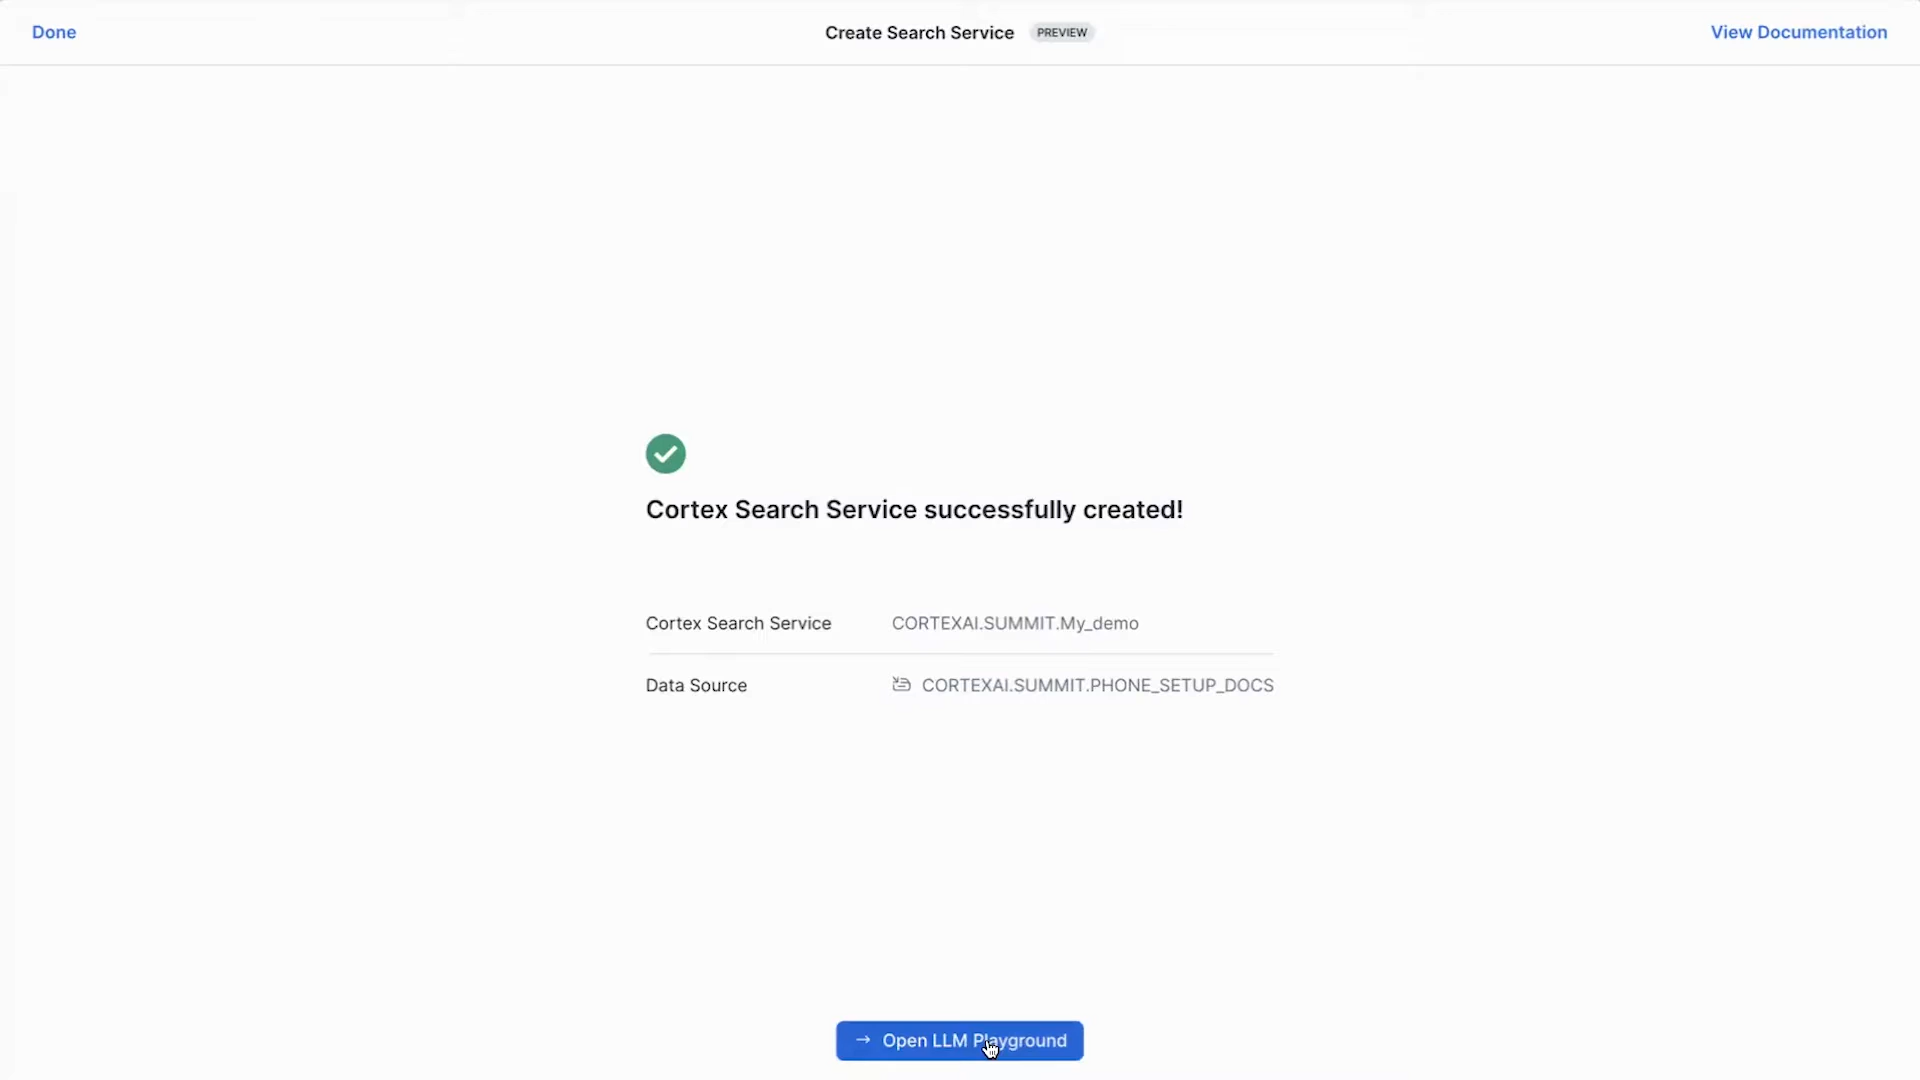 Done
Create Search Service
PREVIEW
View Documentation
Cortex Search Service successfully created!
Cortex Search Service CORTEXAI.SUMMIT.My_demo
Data Source CORTEXAI.SUMMIT.PHONE_SETUP_DOCS
Open LLM Playground